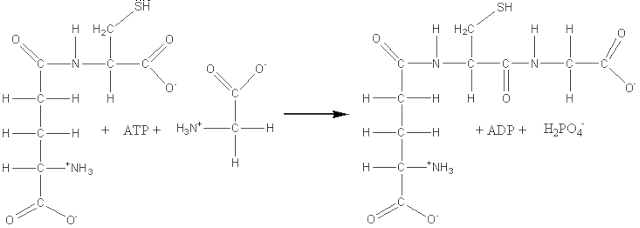 SH
H H₂C
O O
C N C C O⁻
H C H H
H C H
H C ⁺NH₃
C
O O⁻
+ ATP +
O O⁻
C
H₃N⁺ C H
H
SH
H H₂C H
O O
C N C C N C C O⁻
H C H H O H
H C H
H C ⁺NH₃
C
O O⁻
+ ADP + H₂PO₄⁻